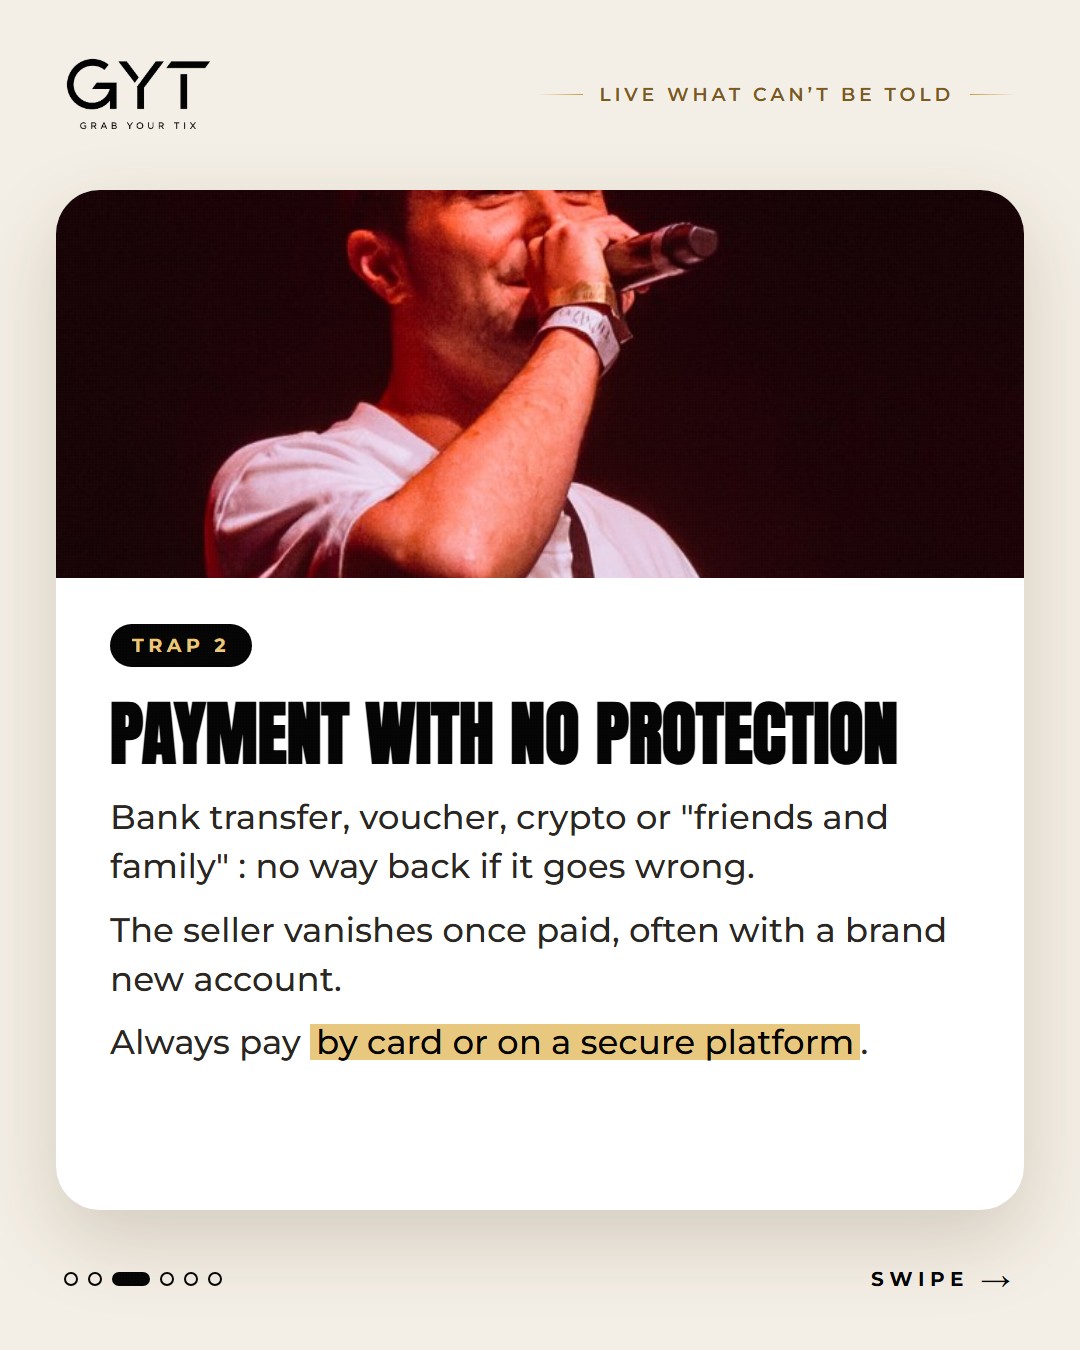 GYT
GRAB YOUR TIX
LIVE WHAT CAN’T BE TOLD
TRAP 2
PAYMENT WITH NO PROTECTION
Bank transfer, voucher, crypto or "friends and
family" : no way back if it goes wrong.
The seller vanishes once paid, often with a brand
new account.
Always pay by card or on a secure platform.
SWIPE →